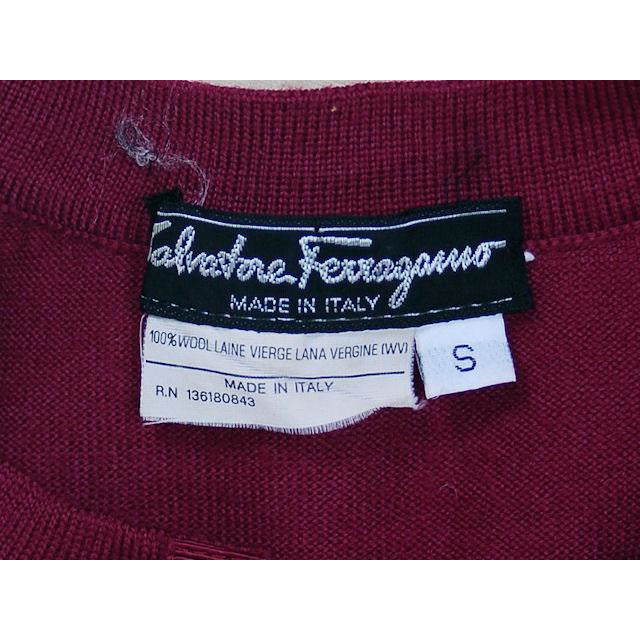 Salvatore Ferragamo
MADE IN ITALY
100% WOOL LAINE VIERGE LANA VERGINE (WV)
MADE IN ITALY
R.N 136180843
S